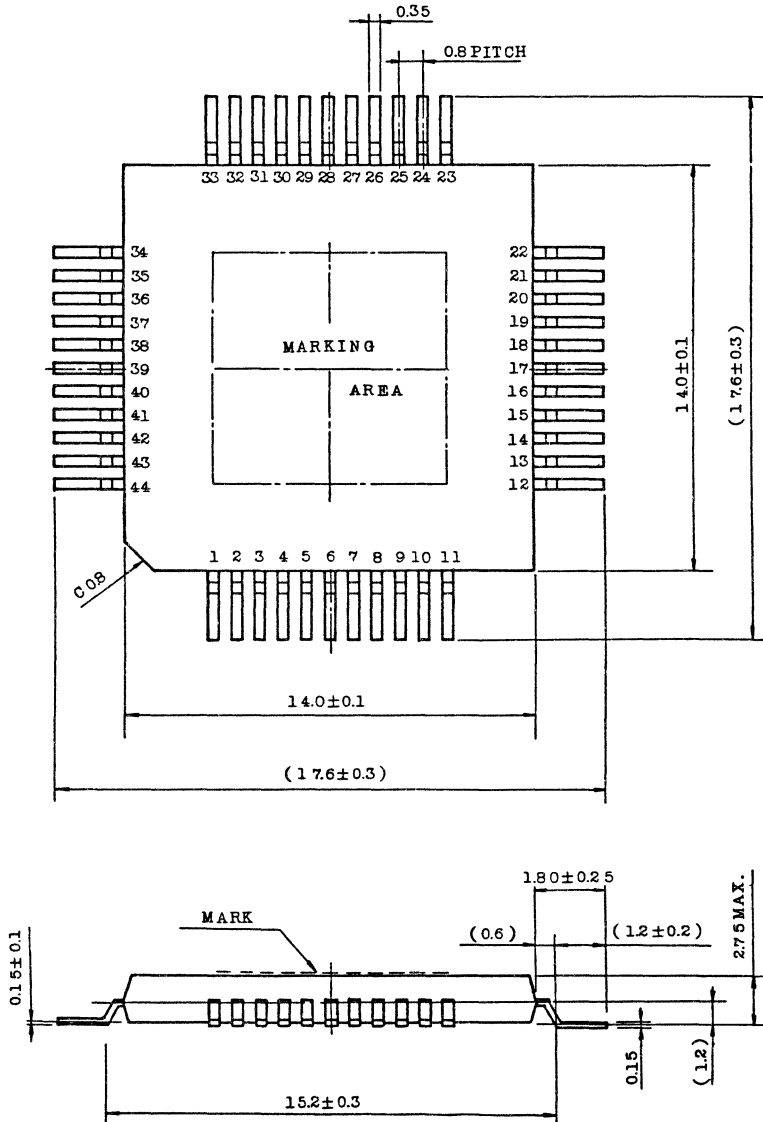 0.35
0.8 PITCH
33 32 31 30 29 28 27 26 25 24 23
34 22
35 21
36 20
37 19
38 18
MARKING
39 17
AREA
40 16
41 15
42 14
43 13
44 12
14.0±0.1
(17.6±0.3)
1 2 3 4 5 6 7 8 9 10 11
C 0.8
14.0±0.1
(17.6±0.3)
1.80±0.25
MARK
(0.6) (1.2±0.2)
2.75 MAX.
0.15±0.1
0.15
(1.2)
15.2±0.3